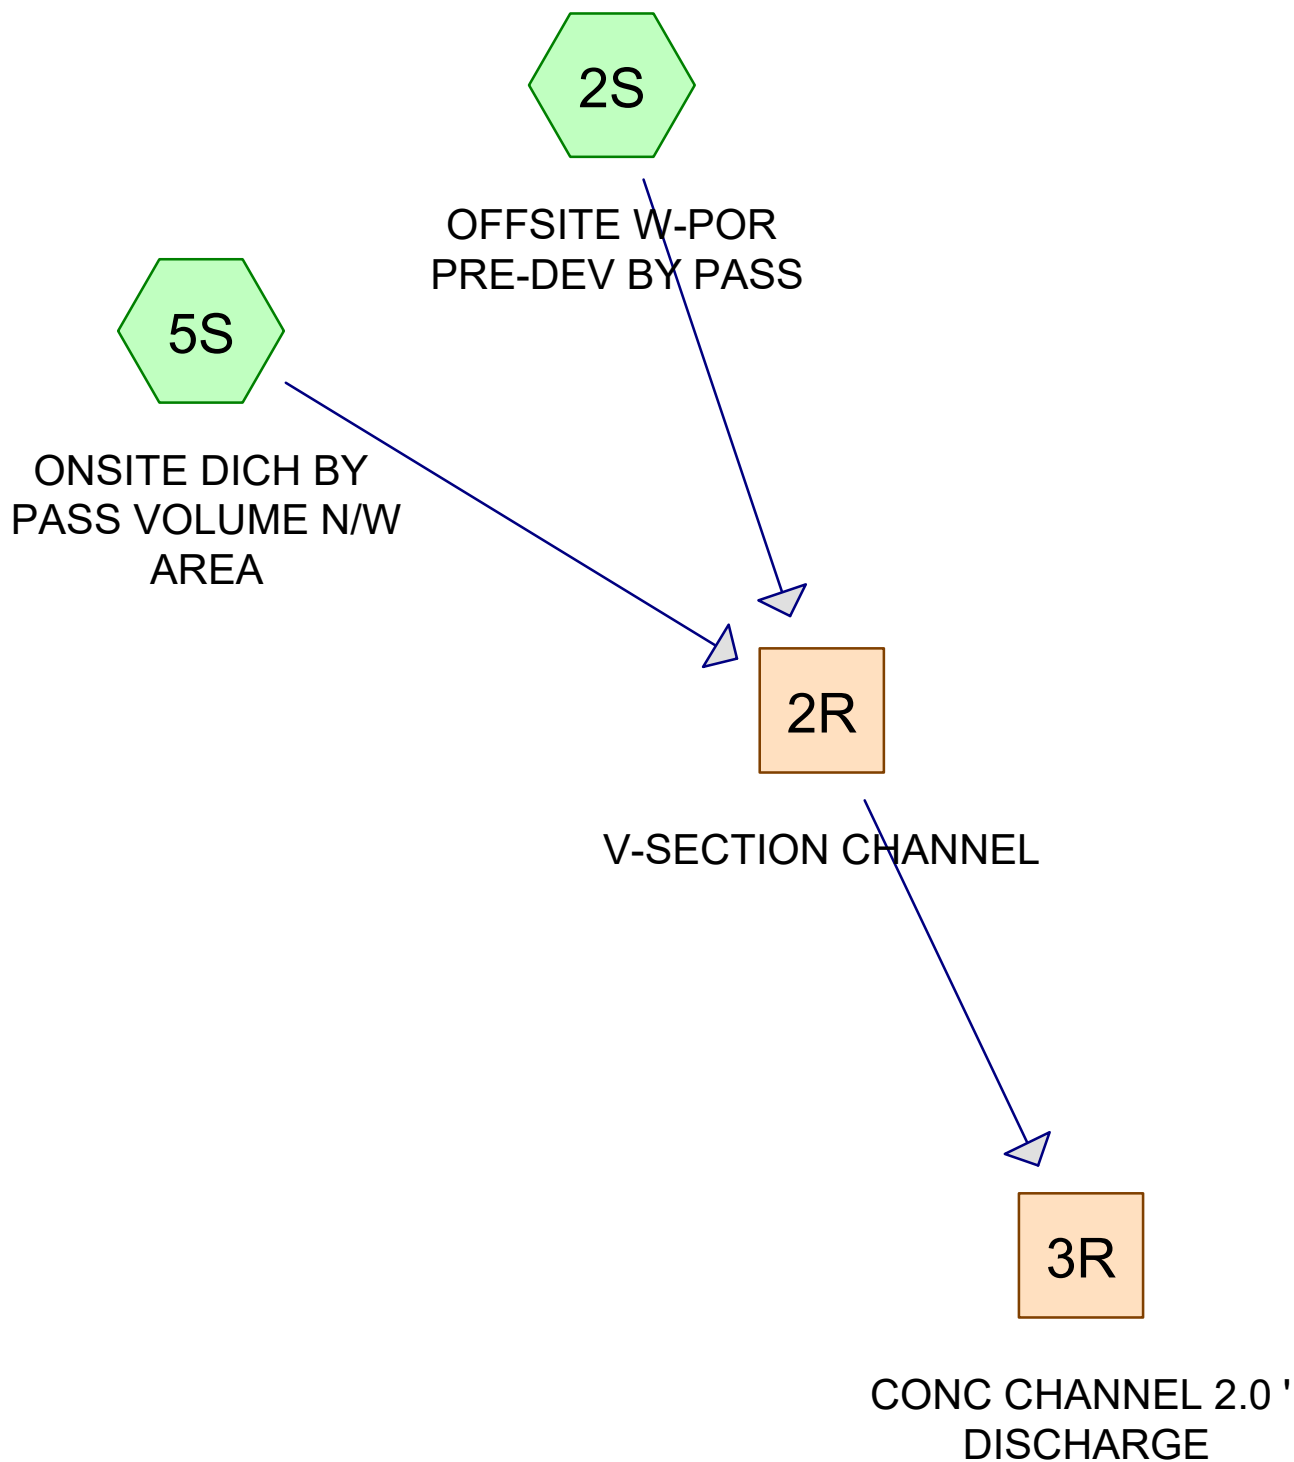 2S
OFFSITE W-POR
PRE-DEV BY PASS
5S
ONSITE DICH BY
PASS VOLUME N/W
AREA
2R
V-SECTION CHANNEL
3R
CONC CHANNEL 2.0 '
DISCHARGE